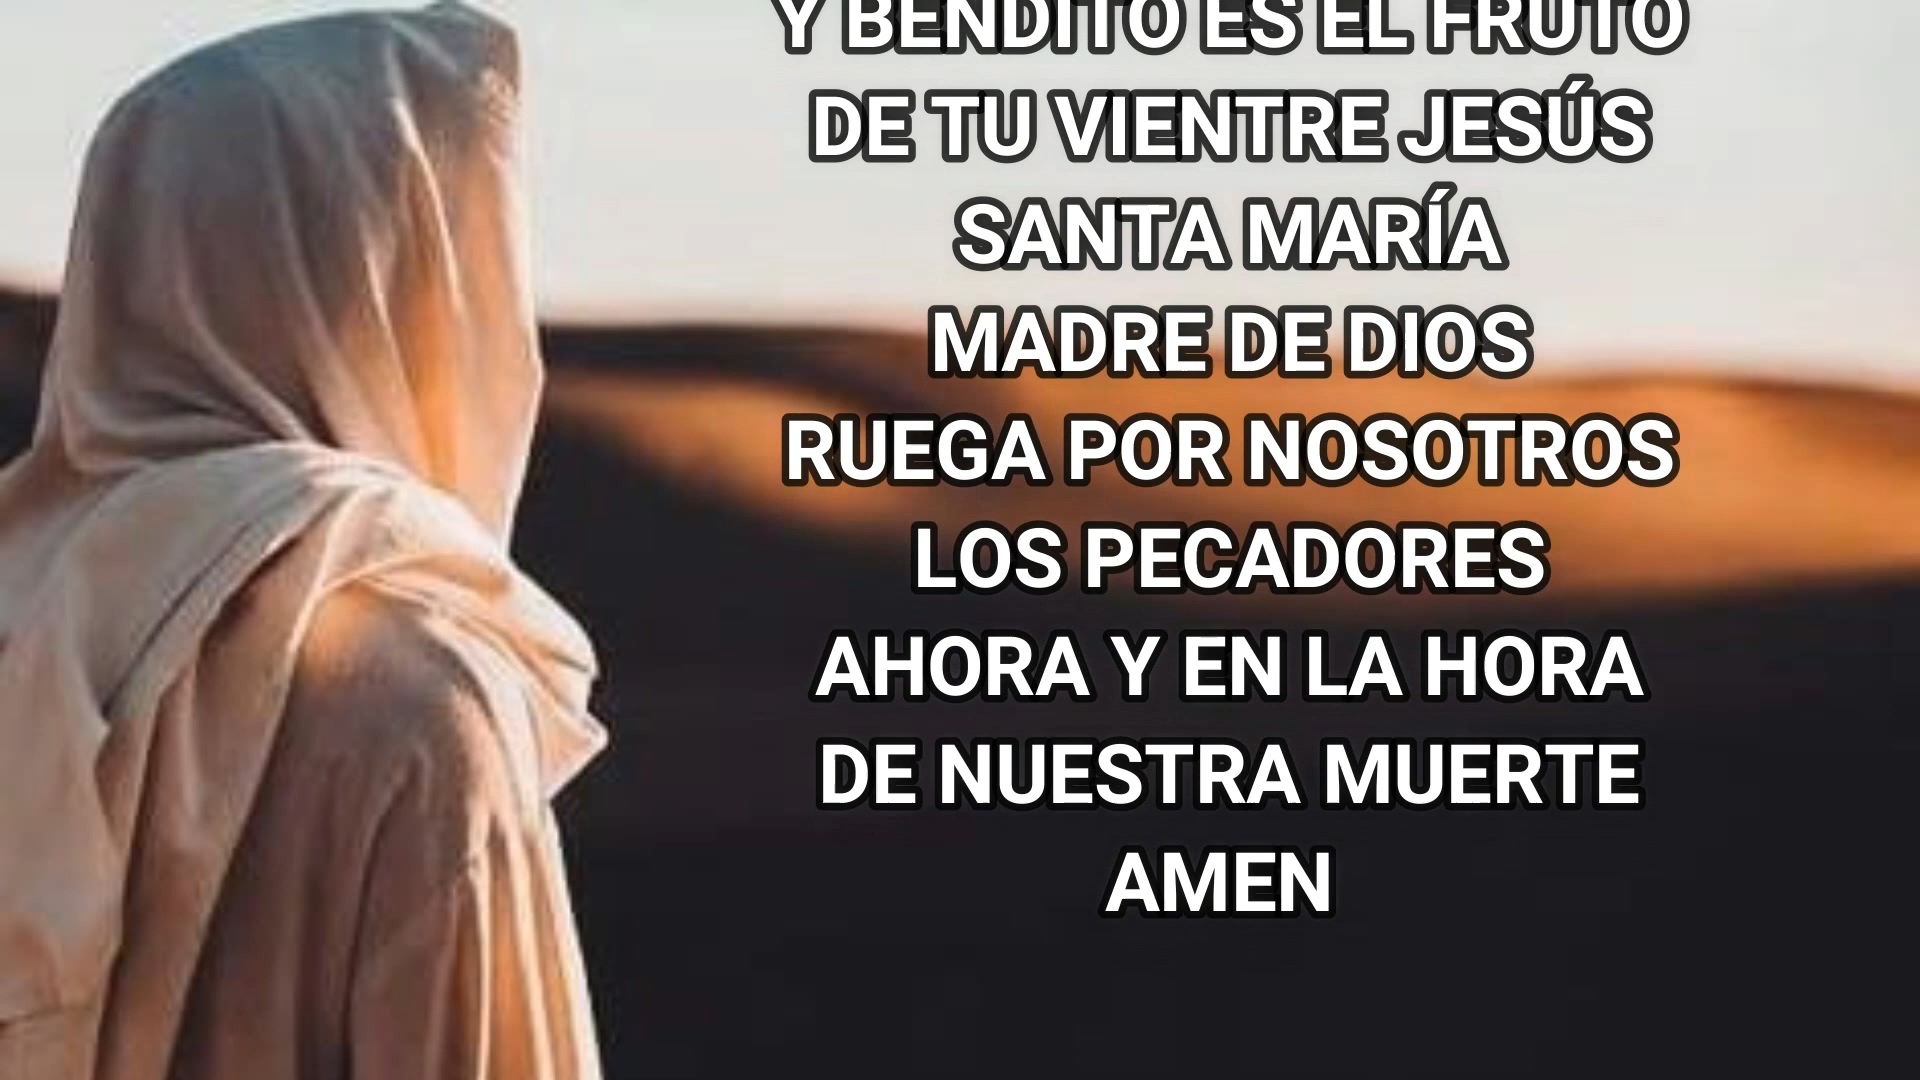 Y BENDITO ES EL FRUTO
DE TU VIENTRE JESÚS
SANTA MARÍA
MADRE DE DIOS
RUEGA POR NOSOTROS
LOS PECADORES
AHORA Y EN LA HORA
DE NUESTRA MUERTE
AMEN